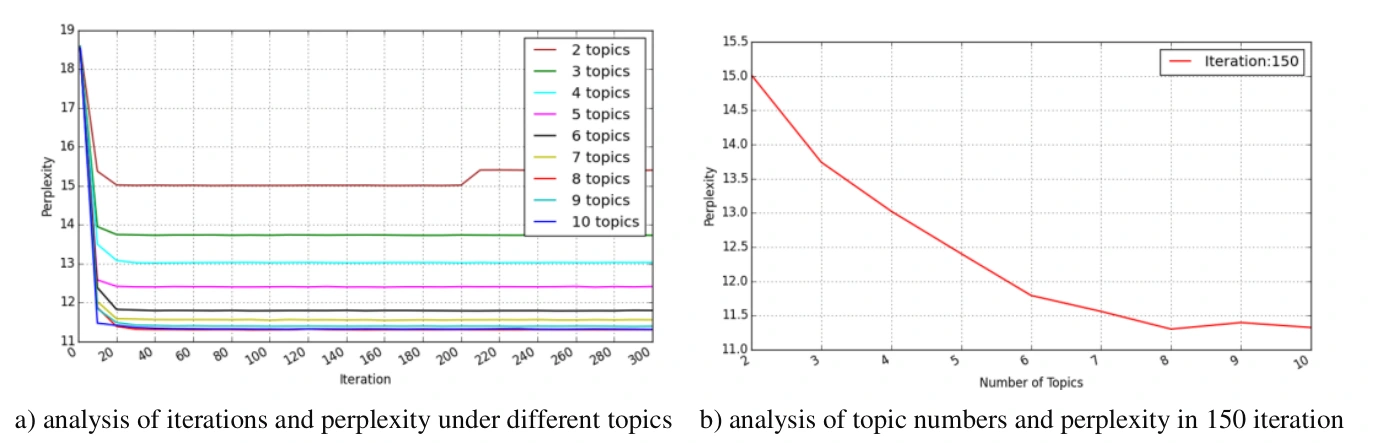 19
18
17
16
15
14
13
12
11
Perplexity
2 topics
3 topics
4 topics
5 topics
6 topics
7 topics
8 topics
9 topics
10 topics
0 20 40 60 80 100 120 140 160 180 200 220 240 260 280 300
Iteration
a) analysis of iterations and perplexity under different topics
15.5
15.0
14.5
14.0
13.5
13.0
12.5
12.0
11.5
11.0
Perplexity
Iteration:150
2 3 4 5 6 7 8 9 10
Number of Topics
b) analysis of topic numbers and perplexity in 150 iteration